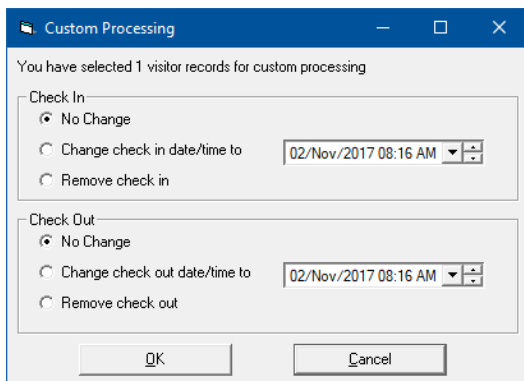 Custom Processing
You have selected 1 visitor records for custom processing
Check In
No Change
Change check in date/time to 02/Nov/2017 08:16 AM
Remove check in
Check Out
No Change
Change check out date/time to 02/Nov/2017 08:16 AM
Remove check out
OK Cancel